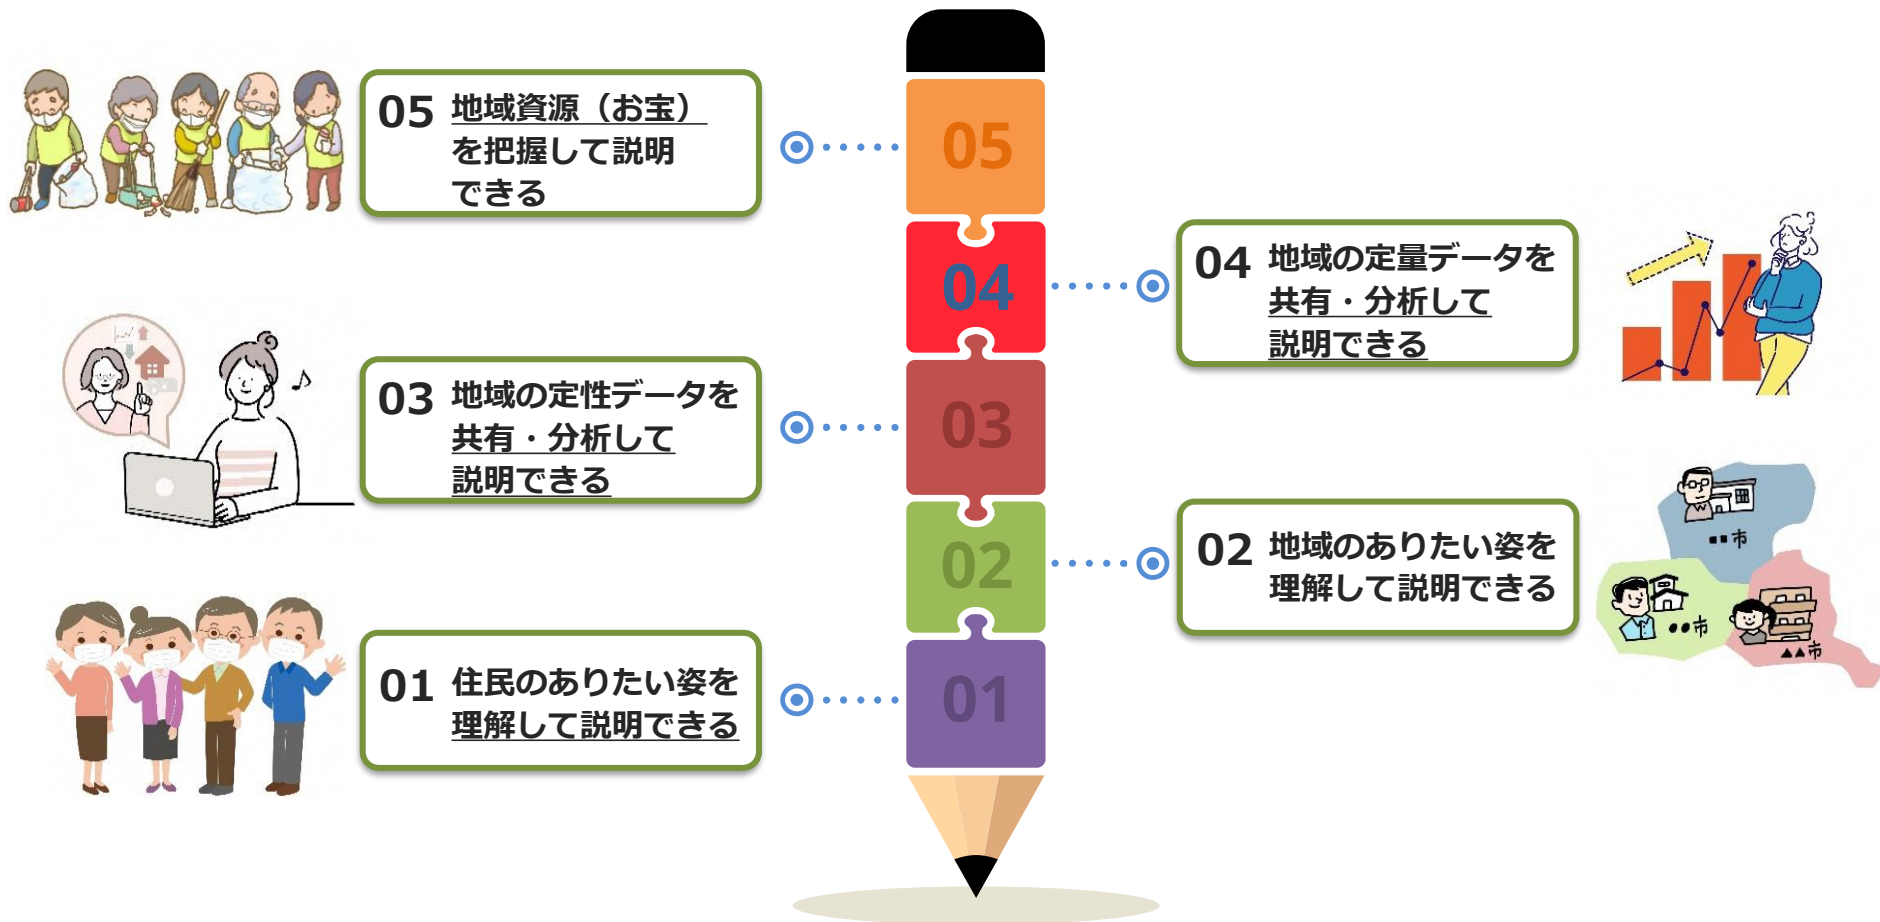 05 地域資源（お宝）
を把握して説明
できる
05
04 地域の定量データを
共有・分析して
説明できる
04
03 地域の定性データを
共有・分析して
説明できる
03
02 地域のありたい姿を
理解して説明できる
02
■■市
●●市
▲▲市
01 住民のありたい姿を
理解して説明できる
01